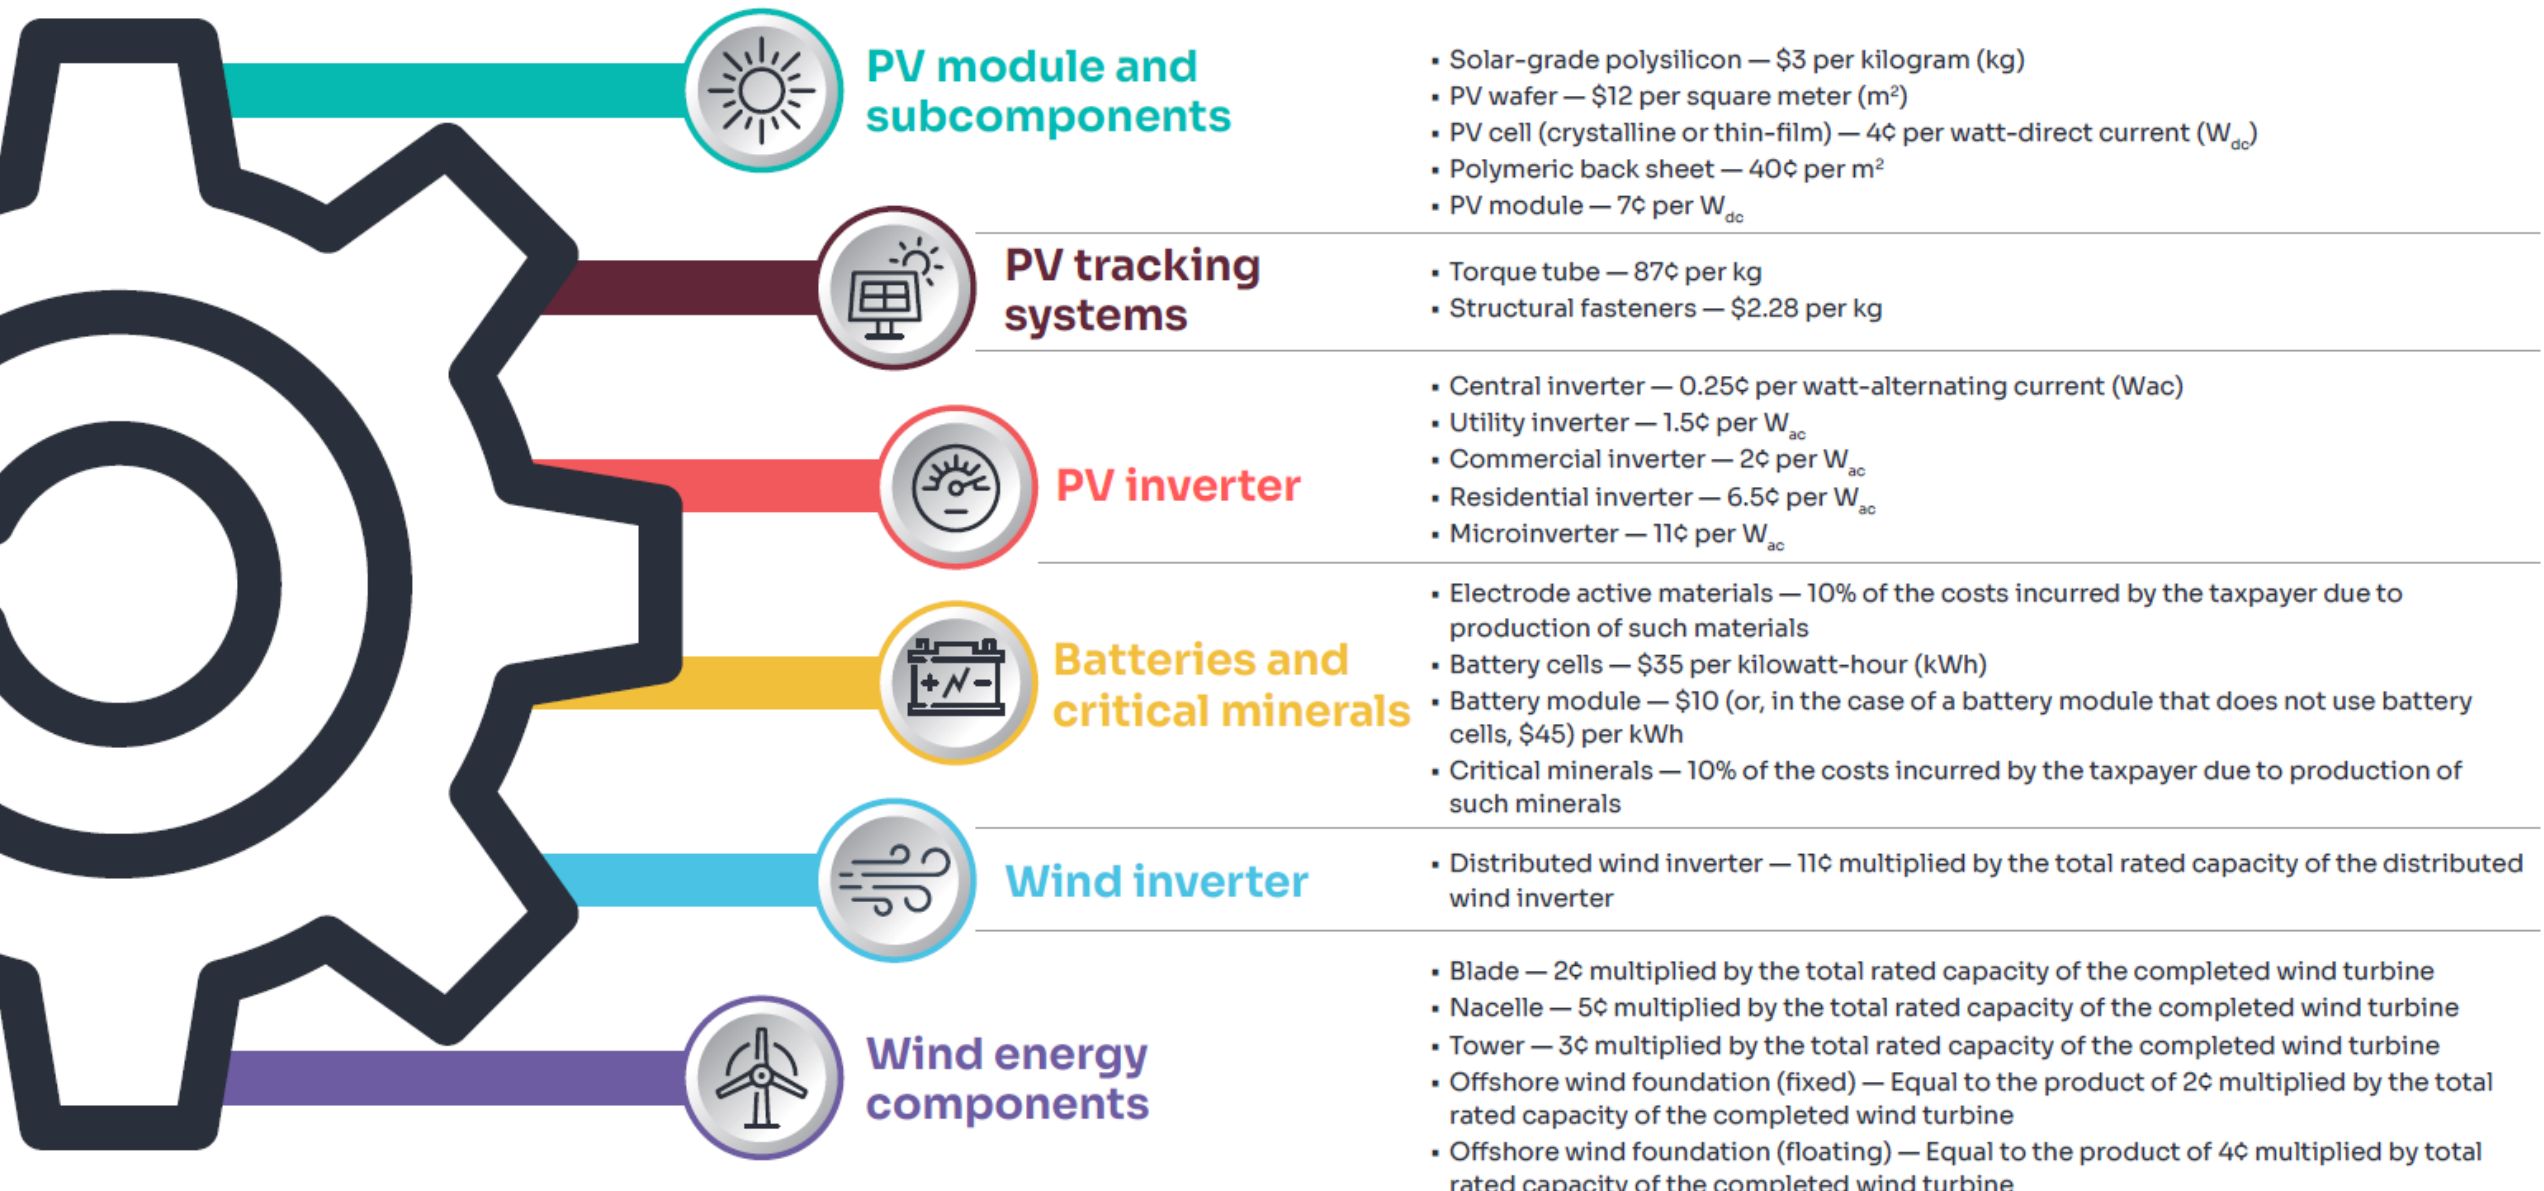 PV module and
subcomponents
▪ Solar-grade polysilicon — $3 per kilogram (kg)
▪ PV wafer — $12 per square meter (m²)
▪ PV cell (crystalline or thin-film) — 4¢ per watt-direct current (Wdc)
▪ Polymeric back sheet — 40¢ per m²
▪ PV module — 7¢ per Wdc
PV tracking
systems
▪ Torque tube — 87¢ per kg
▪ Structural fasteners — $2.28 per kg
PV inverter
▪ Central inverter — 0.25¢ per watt-alternating current (Wac)
▪ Utility inverter — 1.5¢ per Wac
▪ Commercial inverter — 2¢ per Wac
▪ Residential inverter — 6.5¢ per Wac
▪ Microinverter — 11¢ per Wac
Batteries and
critical minerals
▪ Electrode active materials — 10% of the costs incurred by the taxpayer due to
production of such materials
▪ Battery cells — $35 per kilowatt-hour (kWh)
▪ Battery module — $10 (or, in the case of a battery module that does not use battery
cells, $45) per kWh
▪ Critical minerals — 10% of the costs incurred by the taxpayer due to production of
such minerals
Wind inverter
▪ Distributed wind inverter — 11¢ multiplied by the total rated capacity of the distributed
wind inverter
Wind energy
components
▪ Blade — 2¢ multiplied by the total rated capacity of the completed wind turbine
▪ Nacelle — 5¢ multiplied by the total rated capacity of the completed wind turbine
▪ Tower — 3¢ multiplied by the total rated capacity of the completed wind turbine
▪ Offshore wind foundation (fixed) — Equal to the product of 2¢ multiplied by the total
rated capacity of the completed wind turbine
▪ Offshore wind foundation (floating) — Equal to the product of 4¢ multiplied by total
rated capacity of the completed wind turbine